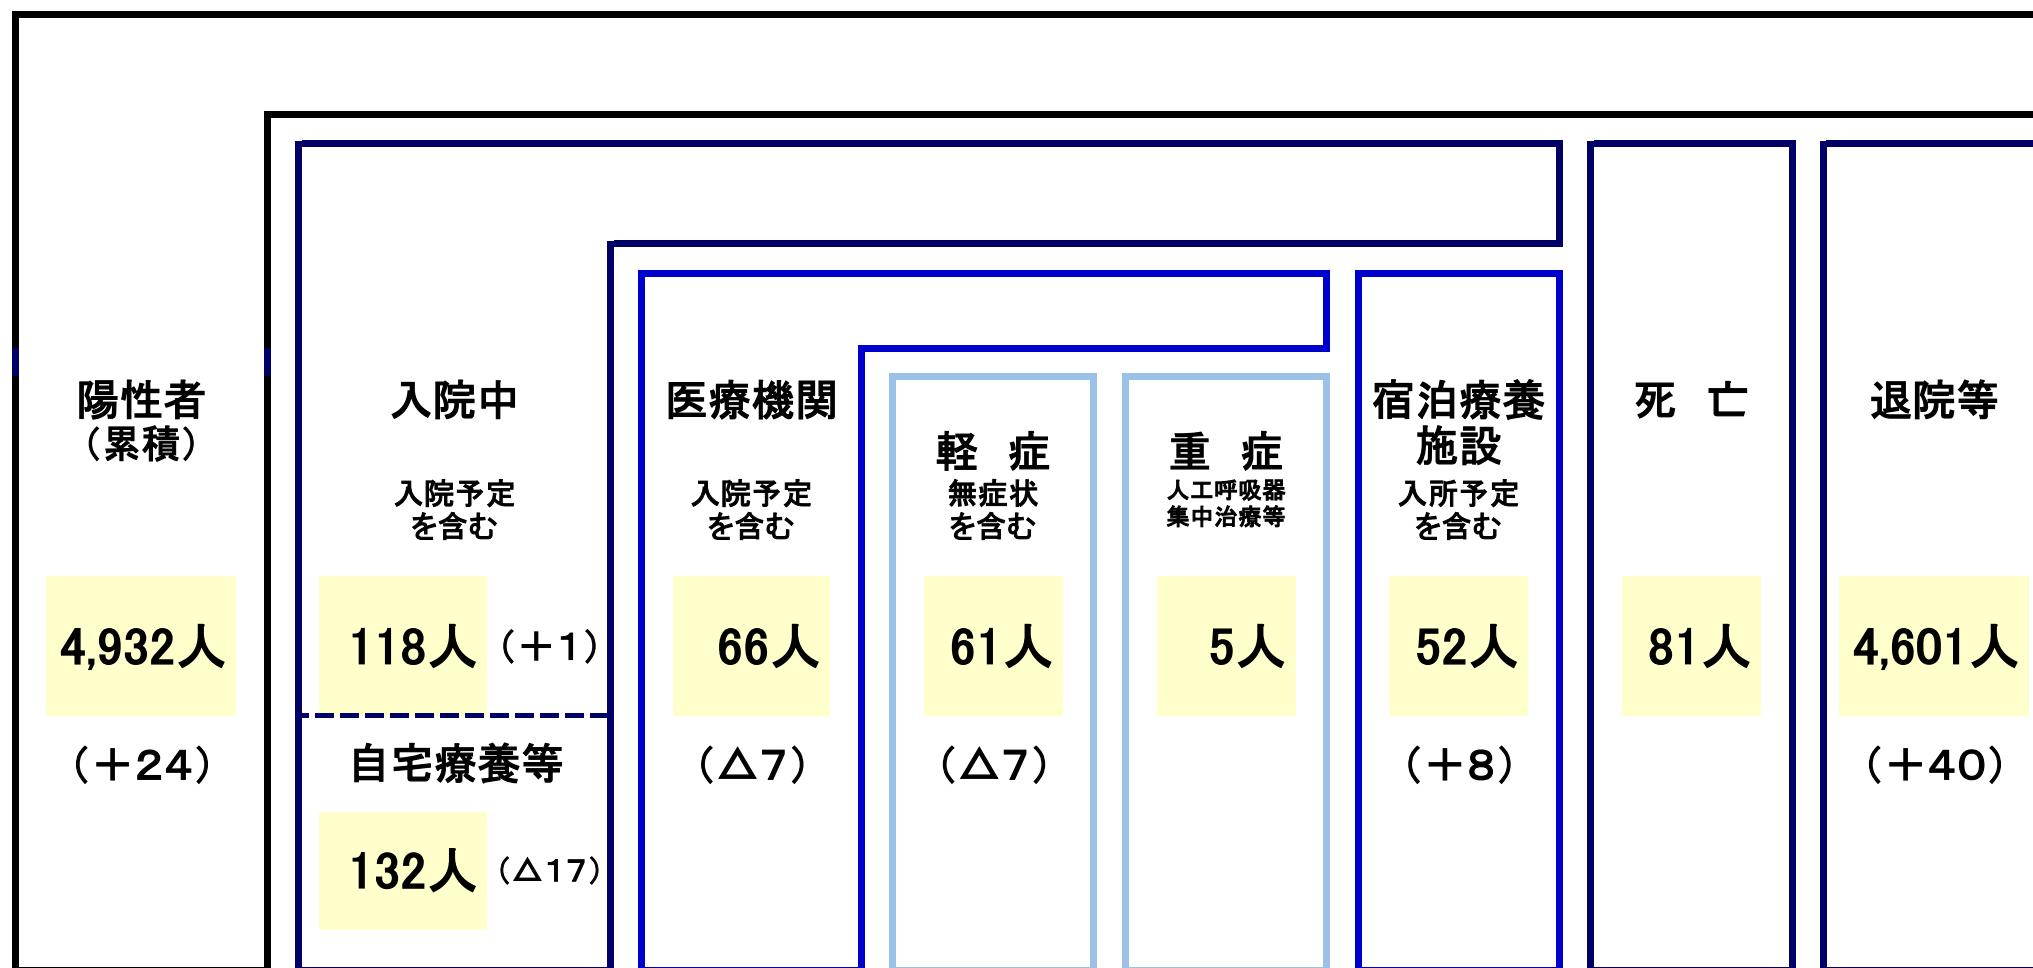 陽性者
（累積）
4,932人
（＋24）
入院中
入院予定
を含む
118人 （＋1）
自宅療養等
132人 （△17）
医療機関
入院予定
を含む
66人
（△7）
軽 症
無症状
を含む
61人
（△7）
重 症
人工呼吸器
集中治療等
5人
宿泊療養
施設
入所予定
を含む
52人
（＋8）
死 亡
81人
退院等
4,601人
（＋40）